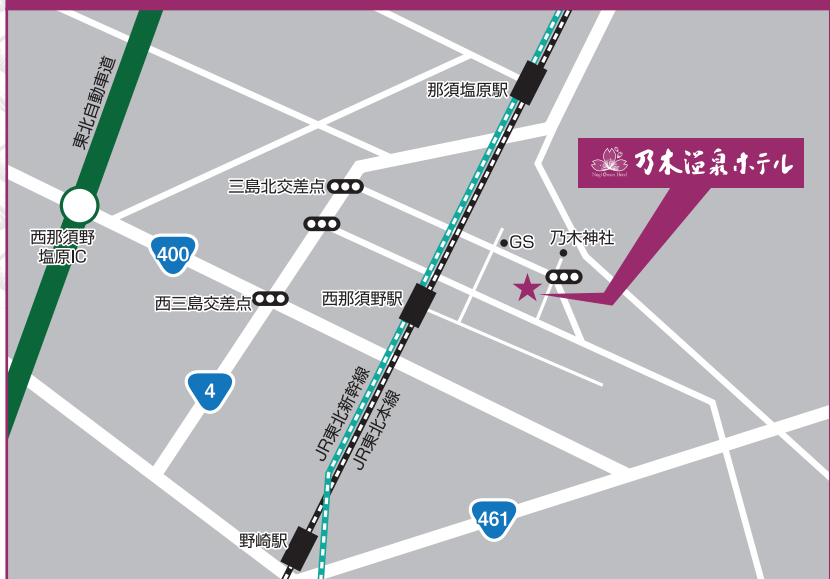 東北自動車道
那須塩原駅
乃木温泉ホテル
Nogi Onsen Hotel
三島北交差点
西那須野
塩原IC
400
GS
乃木神社
西三島交差点
西那須野駅
4
JR東北新幹線
JR東北本線
461
野崎駅